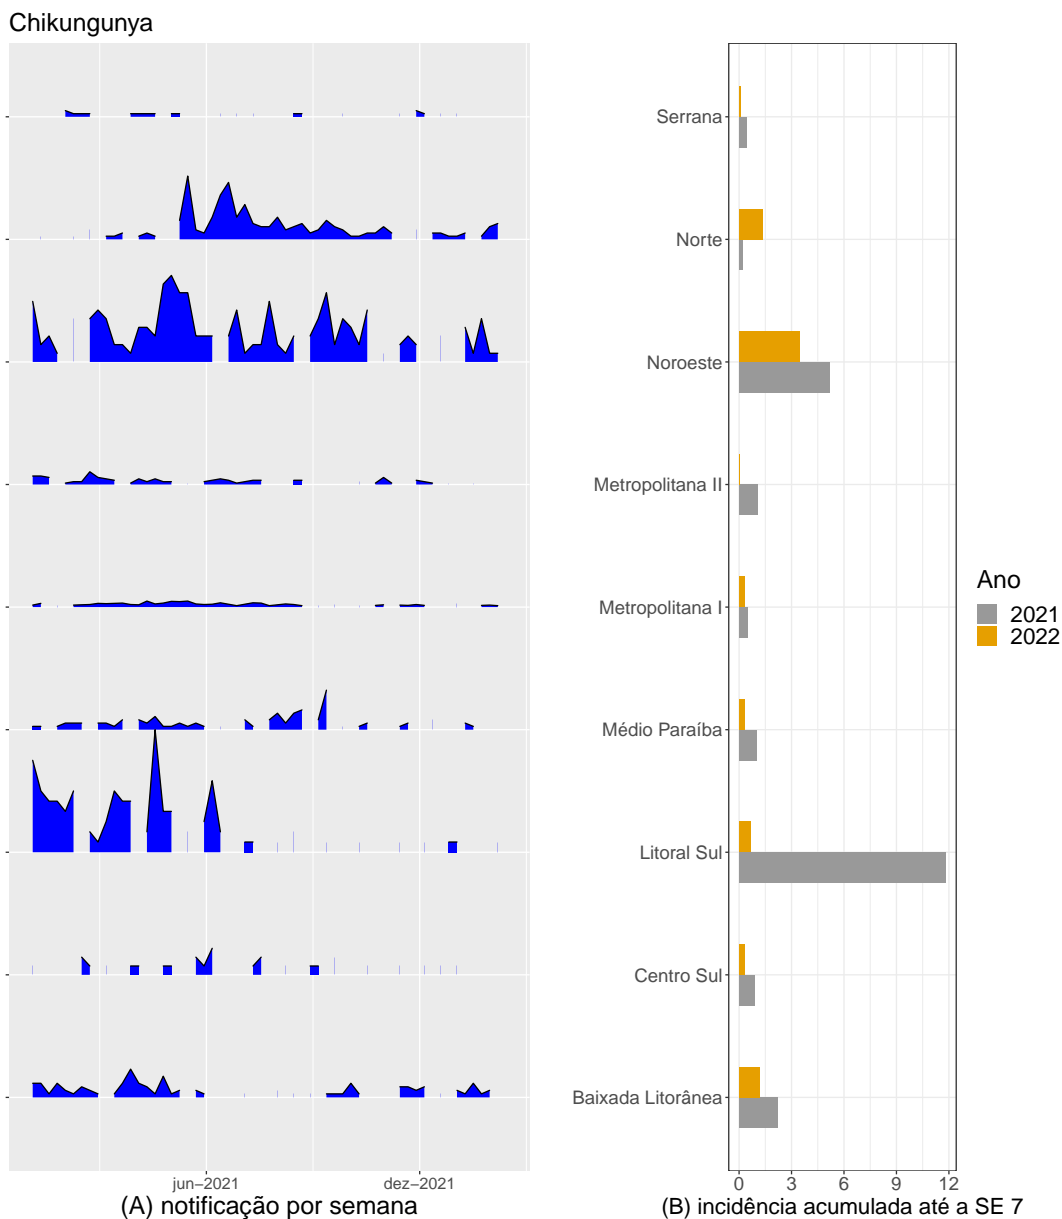 Chikungunya
Serrana
Norte
Noroeste
Metropolitana II
Metropolitana I
Médio Paraíba
Litoral Sul
Centro Sul
Baixada Litorânea
jun−2021
dez−2021
(A) notificação por semana
0
3
6
9
12
(B) incidência acumulada até a SE 7
Ano
2021
2022